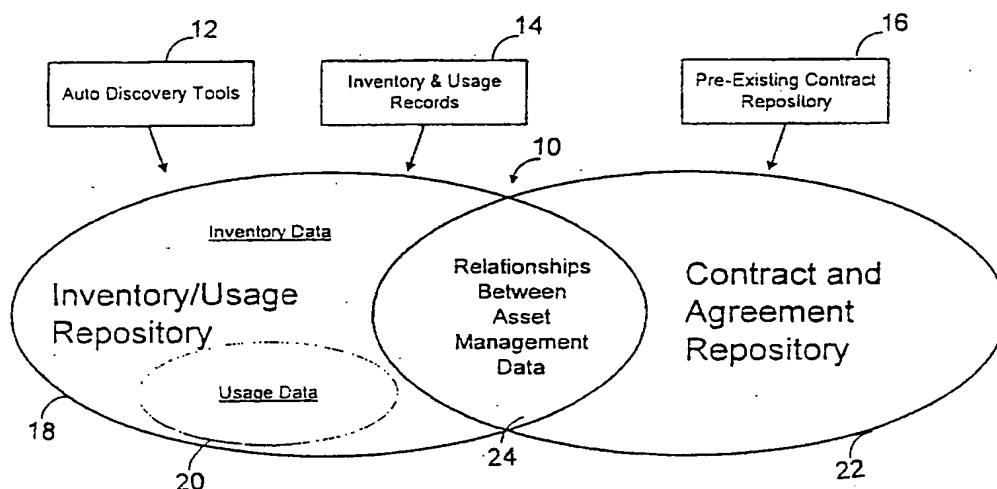 12
14
16
Auto Discovery Tools
Inventory & Usage
Records
Pre-Existing Contract
Repository
10
Inventory Data
Inventory/Usage
Repository
Usage Data
Relationships
Between
Asset
Management
Data
Contract and
Agreement
Repository
18
20
24
22